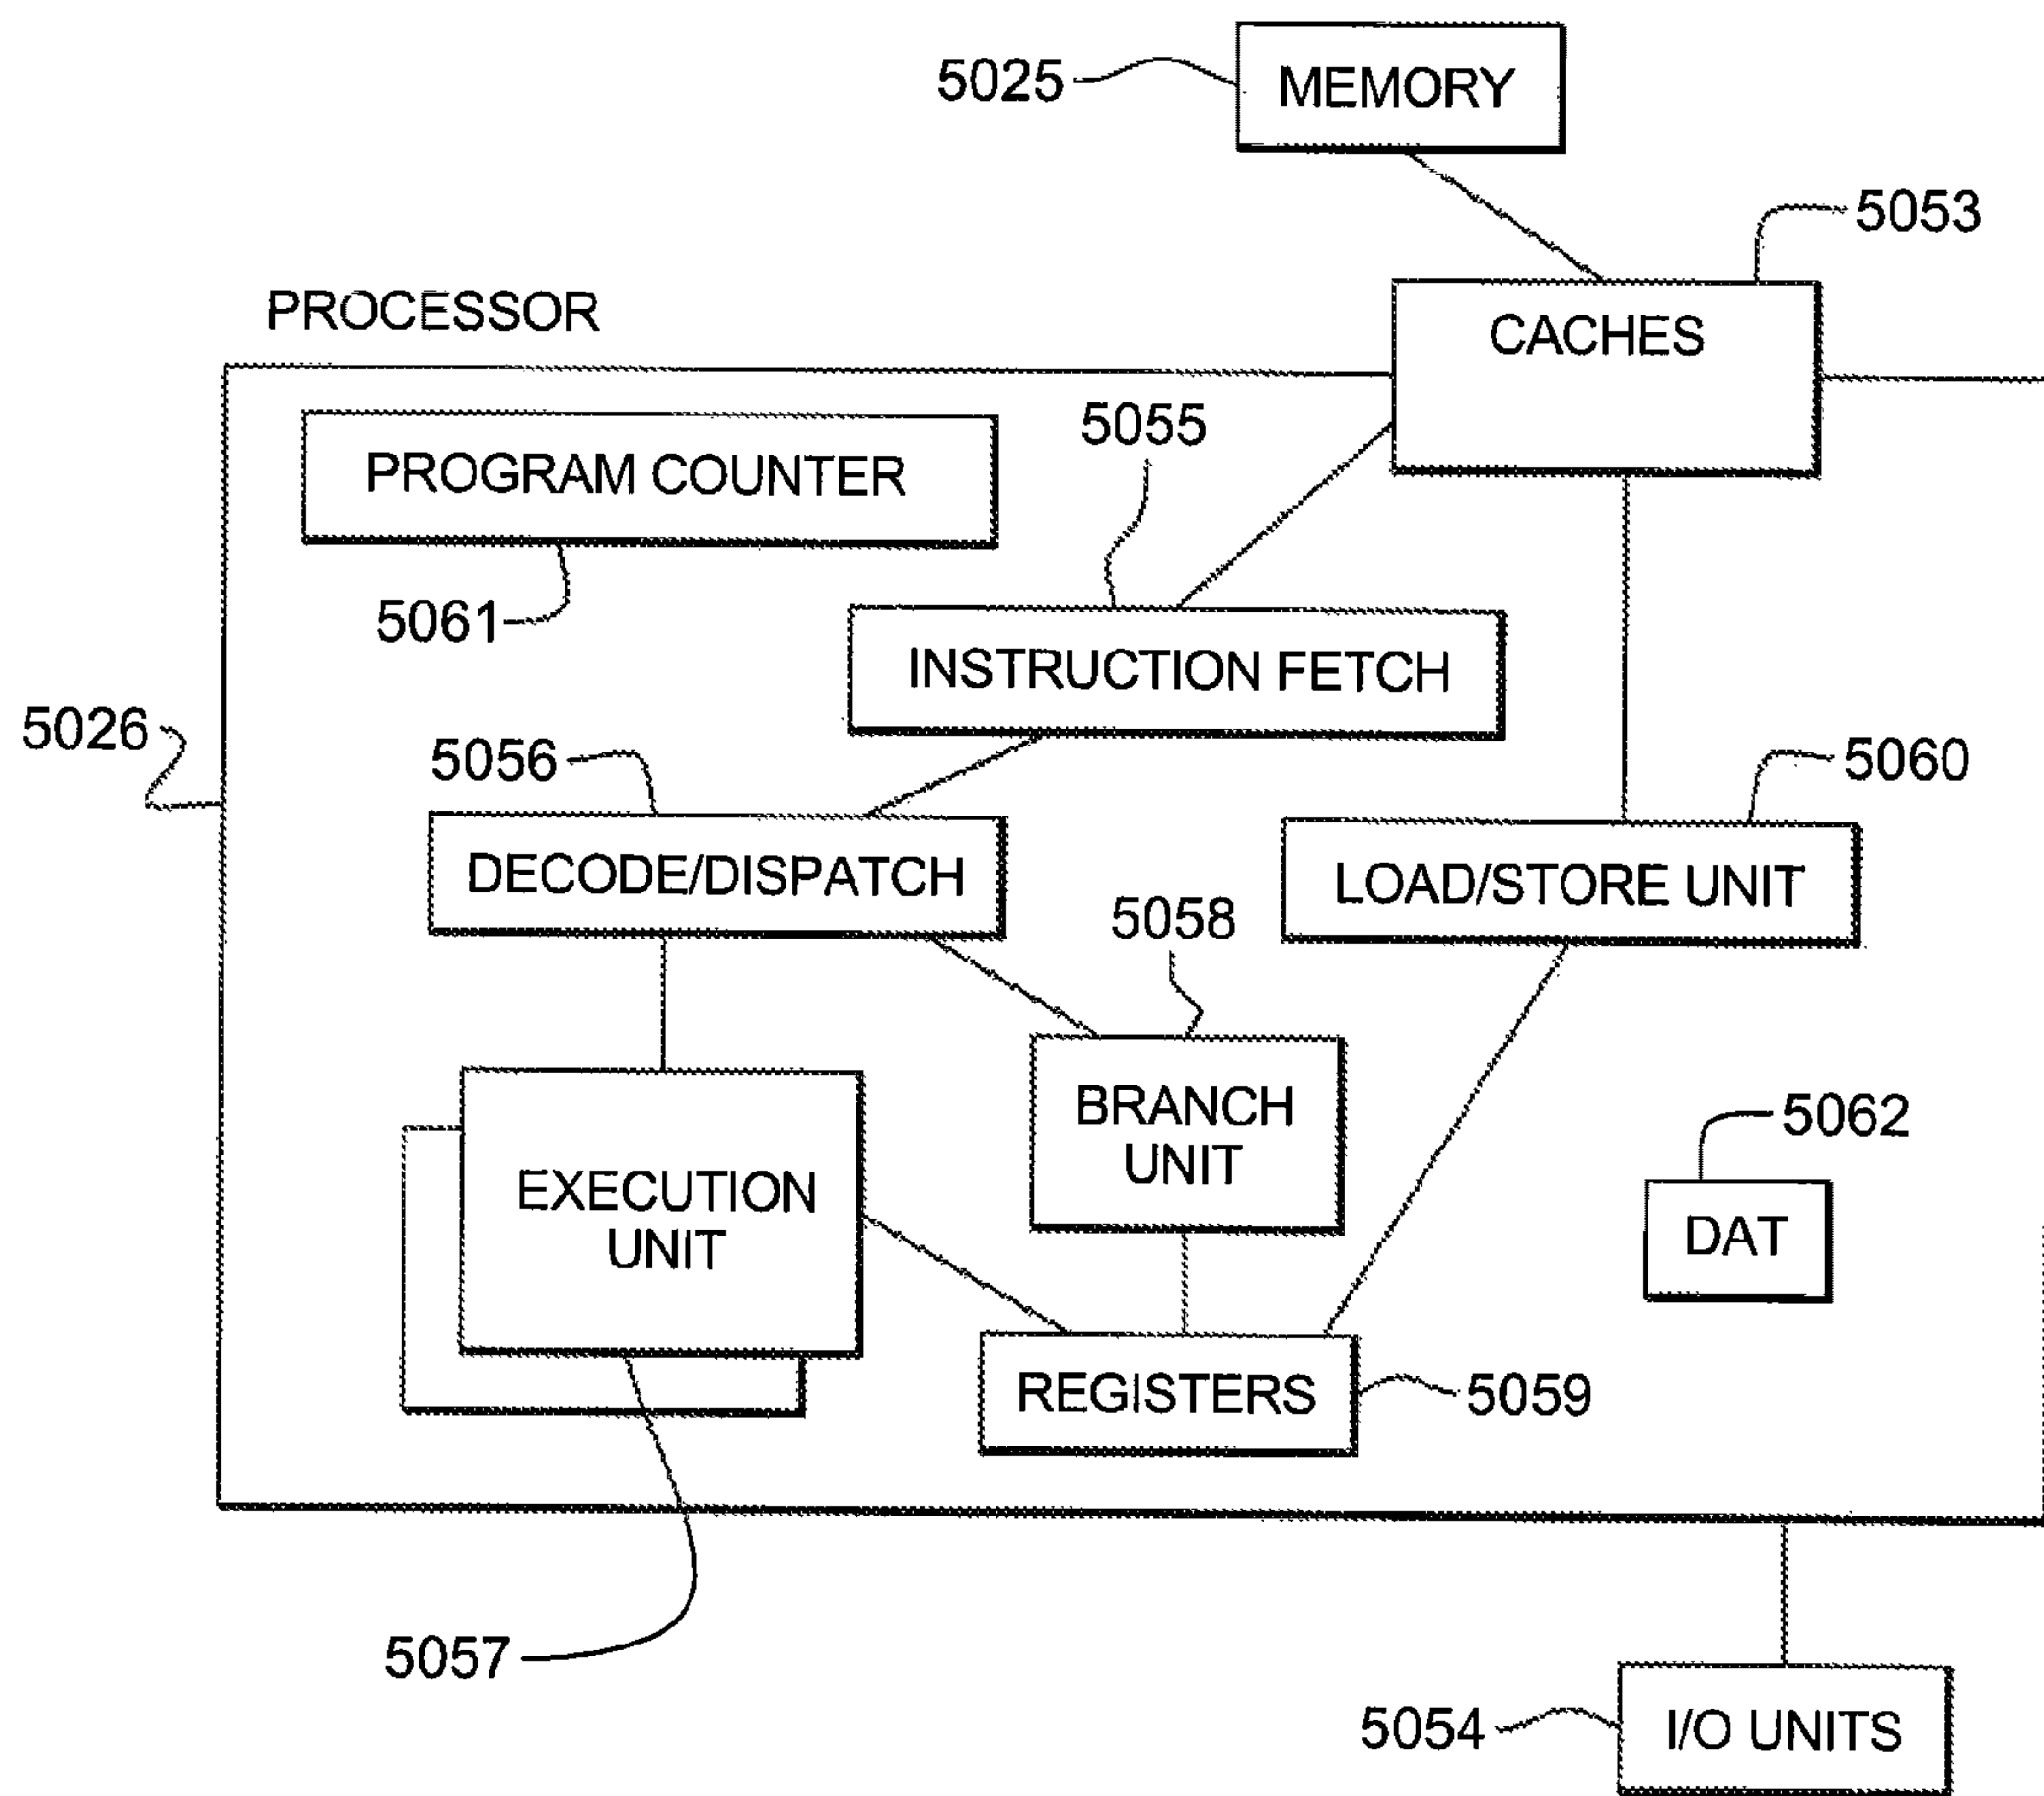 5025
MEMORY
5053
PROCESSOR
CACHES
5055
PROGRAM COUNTER
5061
INSTRUCTION FETCH
5026
5056
5060
DECODE/DISPATCH
LOAD/STORE UNIT
5058
BRANCH
UNIT
5062
EXECUTION
UNIT
DAT
REGISTERS
5059
5057
5054
I/O UNITS